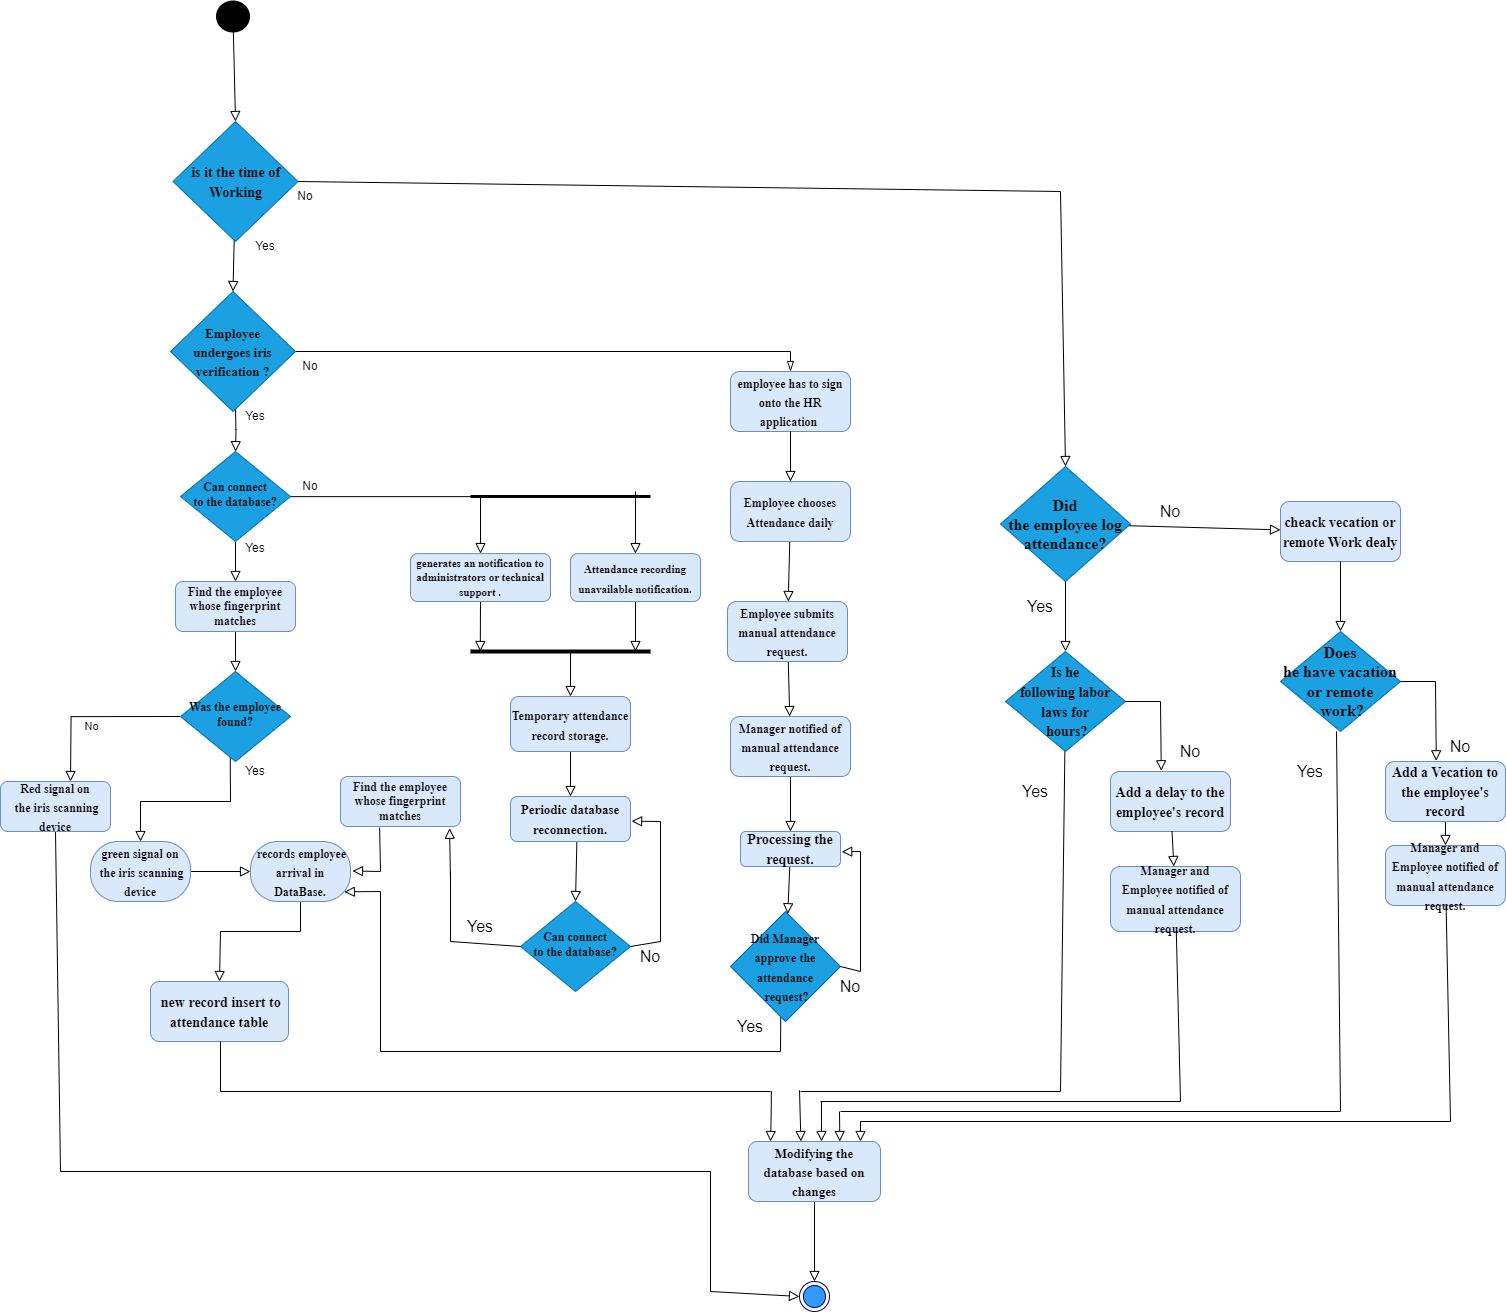 is it the time of
Working
No
Yes
Employee
undergoes iris
verification ?
No
Yes
employee has to sign
onto the HR
application
Can connect
to the database?
No
Yes
Employee chooses
Attendance daily
Did
the employee log
attendance?
No
Yes
cheack vecation or
remote Work dealy
generates an notification to
administrators or technical
support .
Attendance recording
unavailable notification.
Find the employee
whose fingerprint
matches
Employee submits
manual attendance
request.
Was the employee
found?
No
Yes
Temporary attendance
record storage.
Manager notified of
manual attendance
request.
Is he
following labor
laws for
hours?
No
Yes
Does
he have vacation
or remote
work?
No
Yes
Red signal on
the iris scanning
device
Find the employee
whose fingerprint
matches
Periodic database
reconnection.
Processing the
request.
Add a delay to the
employee's record
Add a Vecation to
the employee's
record
green signal on
the iris scanning
device
records employee
arrival in
DataBase.
Manager and
Employee notified of
manual attendance
request.
Manager and
Employee notified of
manual attendance
request.
Can connect
to the database?
Yes
No
Did Manager
approve the
attendance
request?
No
Yes
new record insert to
attendance table
Modifying the
database based on
changes